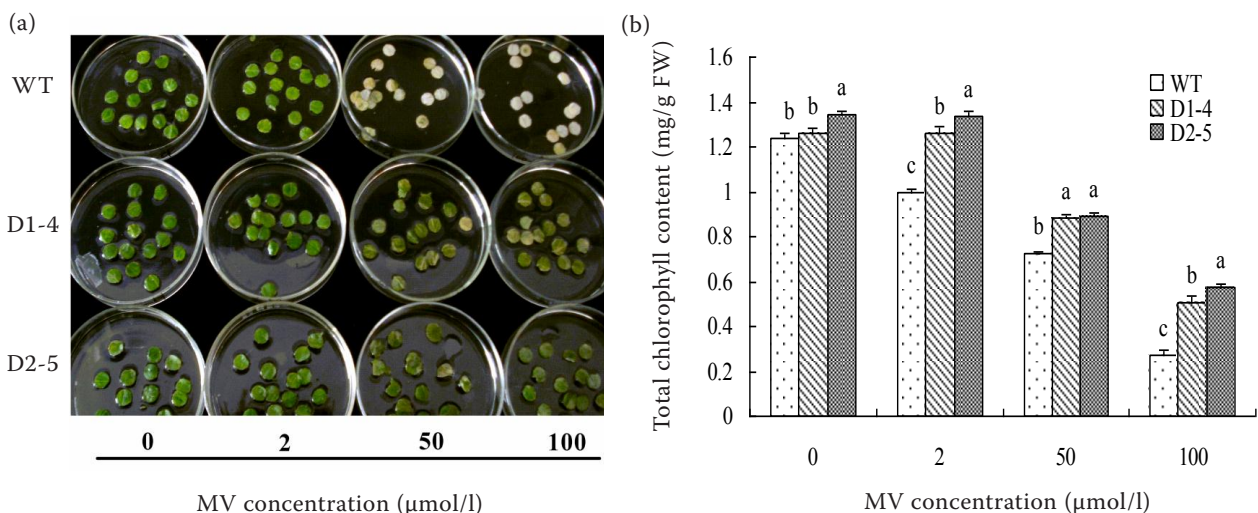 (a)
WT
D1-4
D2-5
0 2 50 100
MV concentration (µmol/l)
(b)
Total chlorophyll content (mg/g FW)
1.6
1.4
1.2
1
0.8
0.6
0.4
0.2
0
WT
D1-4
D2-5
b b a
c b a
b a a
c b a
0 2 50 100
MV concentration (µmol/l)